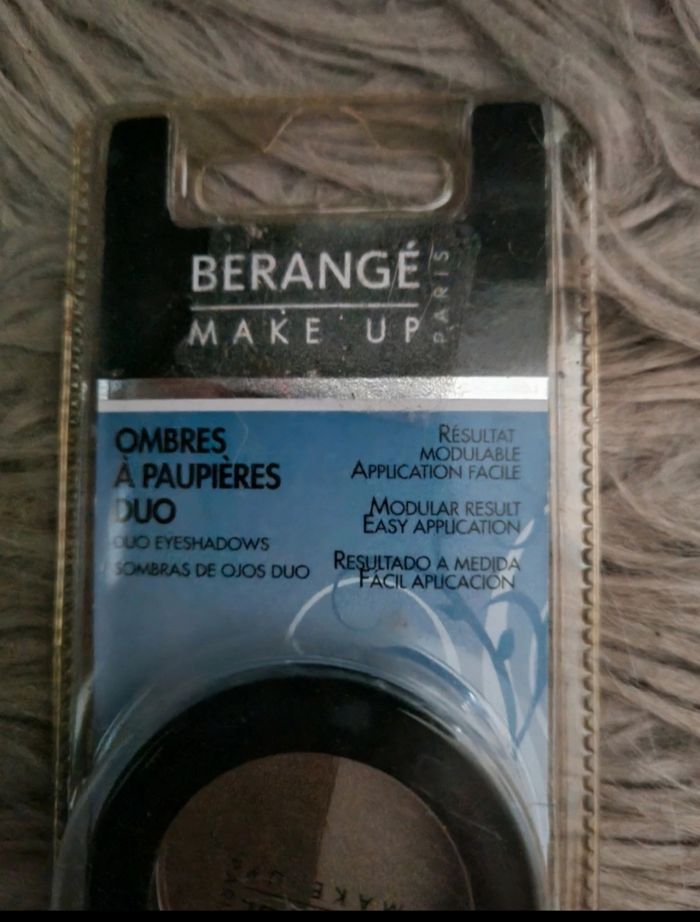 BERANGÉ
PARIS
MAKE UP
OMBRES
À PAUPIÈRES
DUO
DUO EYESHADOWS
SOMBRAS DE OJOS DUO
RÉSULTAT
MODULABLE
APPLICATION FACILE
MODULAR RESULT
EASY APPLICATION
RESULTADO A MEDIDA
FÁCIL APLICACIÓN
MAKE